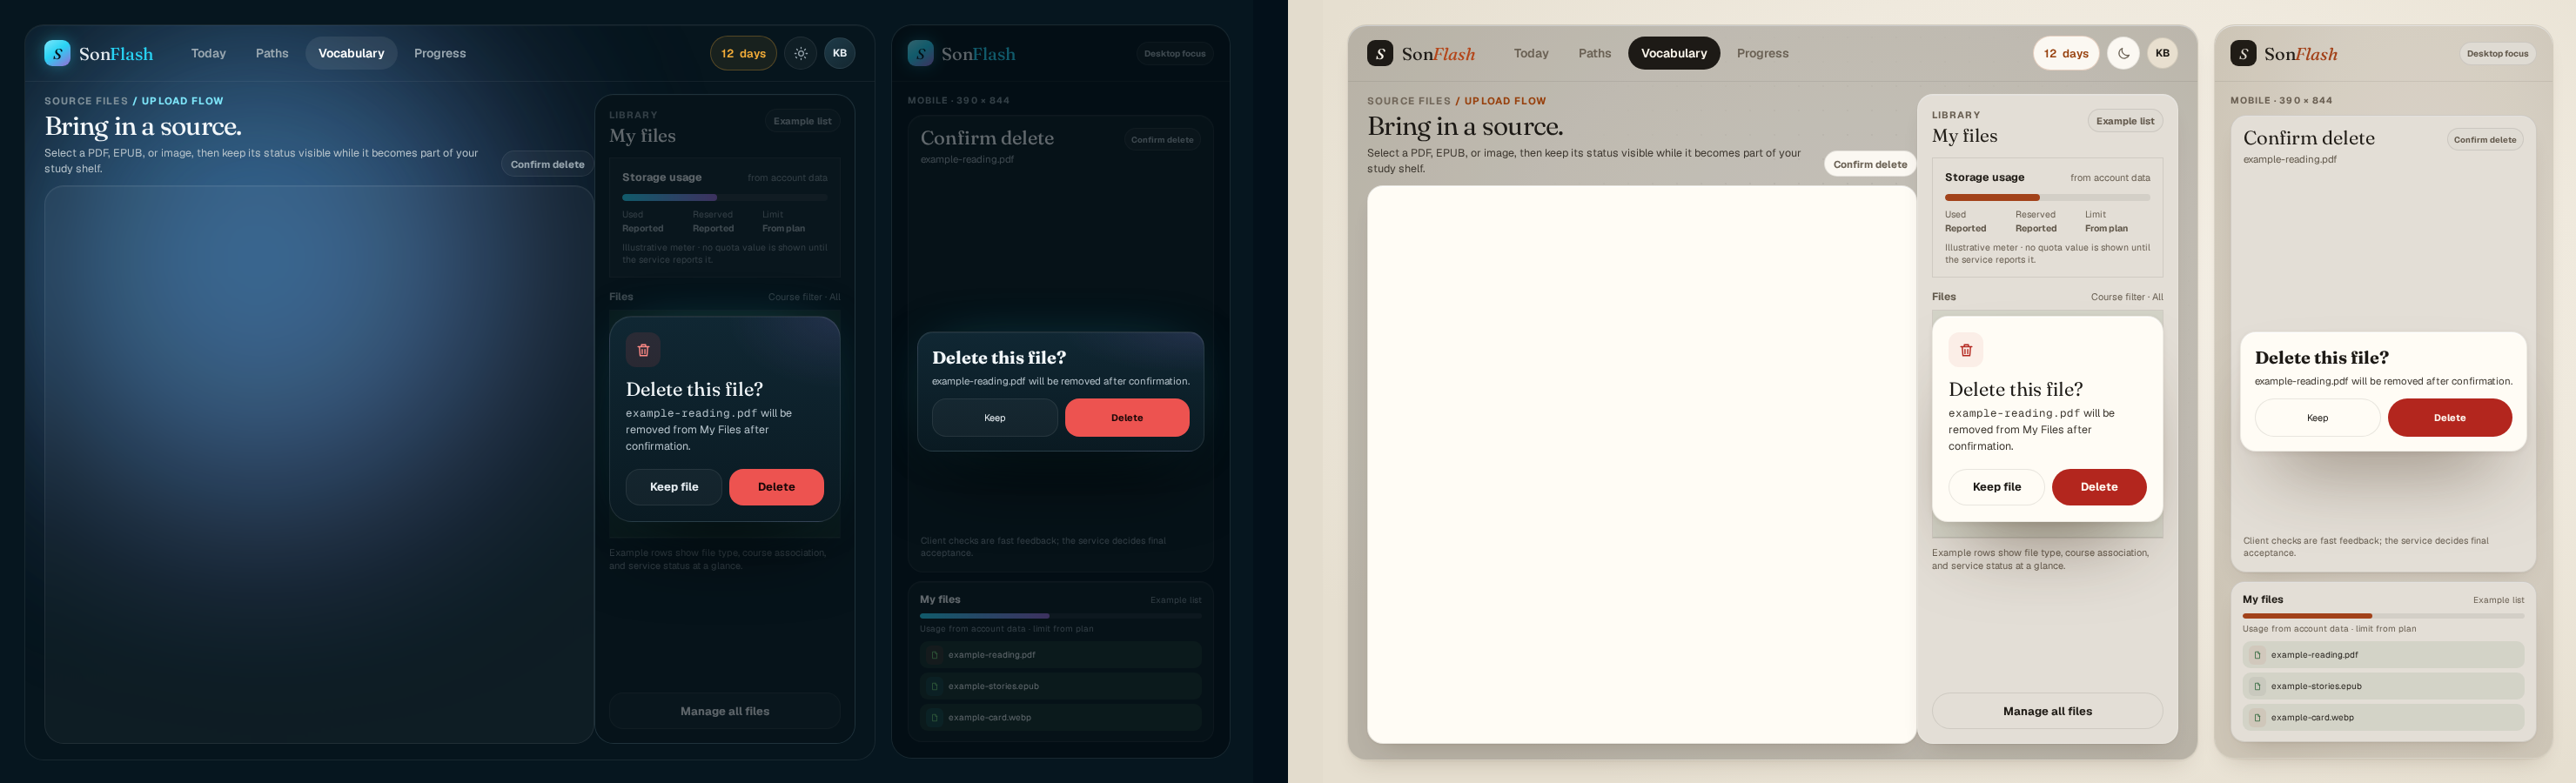 S SonFlash Today Paths Vocabulary Progress 12 days KB
SOURCE FILES / UPLOAD FLOW
Bring in a source.
Select a PDF, EPUB, or image, then keep its status visible while it becomes part of your
study shelf.
Confirm delete
LIBRARY
My files
Example list
Storage usage from account data
Used Reserved Limit
Reported Reported From plan
Illustrative meter · no quota value is shown until
the service reports it.
Files Course filter · All
Delete this file?
example-reading.pdf will be
removed from My Files after
confirmation.
Keep file Delete
Example rows show file type, course association,
and service status at a glance.
Manage all files
S SonFlash Desktop focus
MOBILE · 390 × 844
Confirm delete Confirm delete
example-reading.pdf
Delete this file?
example-reading.pdf will be removed after confirmation.
Keep Delete
Client checks are fast feedback; the service decides final
acceptance.
My files Example list
Usage from account data · limit from plan
example-reading.pdf
example-stories.epub
example-card.webp
S SonFlash Today Paths Vocabulary Progress 12 days KB
SOURCE FILES / UPLOAD FLOW
Bring in a source.
Select a PDF, EPUB, or image, then keep its status visible while it becomes part of your
study shelf.
Confirm delete
LIBRARY
My files
Example list
Storage usage from account data
Used Reserved Limit
Reported Reported From plan
Illustrative meter · no quota value is shown until
the service reports it.
Files Course filter · All
Delete this file?
example-reading.pdf will be
removed from My Files after
confirmation.
Keep file Delete
Example rows show file type, course association,
and service status at a glance.
Manage all files
S SonFlash Desktop focus
MOBILE · 390 × 844
Confirm delete Confirm delete
example-reading.pdf
Delete this file?
example-reading.pdf will be removed after confirmation.
Keep Delete
Client checks are fast feedback; the service decides final
acceptance.
My files Example list
Usage from account data · limit from plan
example-reading.pdf
example-stories.epub
example-card.webp